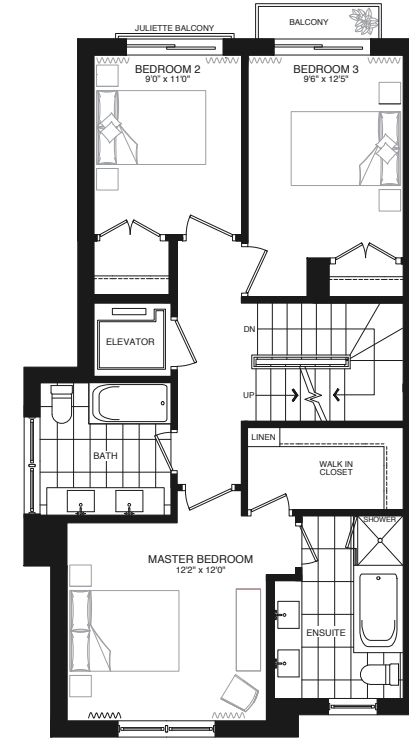 JULIETTE BALCONY
BALCONY
BEDROOM 2
9'0" x 11'0"
BEDROOM 3
9'6" x 12'5"
ELEVATOR
DN
UP
BATH
LINEN
WALK IN
CLOSET
SHOWER
MASTER BEDROOM
12'2" x 12'0"
ENSUITE